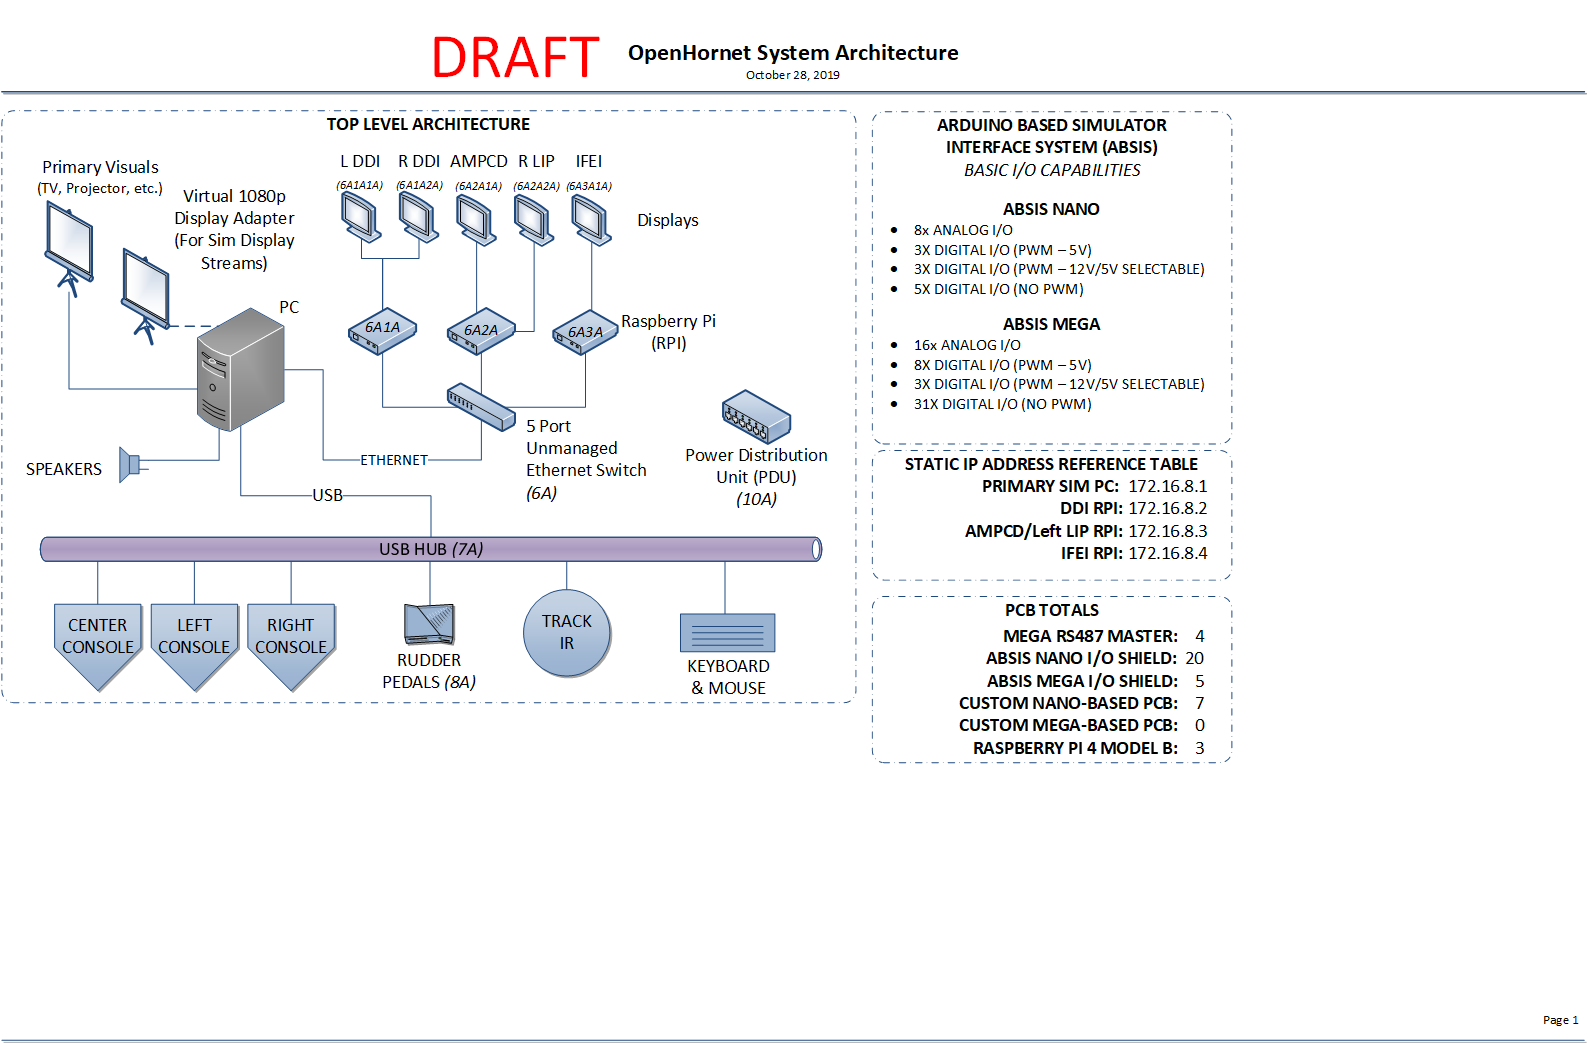 DRAFT
OpenHornet System Architecture
October 28, 2019
TOP LEVEL ARCHITECTURE
Primary Visuals
(TV, Projector, etc.)
Virtual 1080p
Display Adapter
(For Sim Display
Streams)
PC
L DDI
(6A1A1A)
R DDI
(6A1A2A)
AMPCD
(6A2A1A)
R LIP
(6A2A2A)
IFEI
(6A3A1A)
Displays
6A1A
6A2A
6A3A
Raspberry Pi
(RPI)
5 Port
Unmanaged
Ethernet Switch
(6A)
Power Distribution
Unit (PDU)
(10A)
SPEAKERS
ETHERNET
USB
USB HUB (7A)
CENTER
CONSOLE
LEFT
CONSOLE
RIGHT
CONSOLE
RUDDER
PEDALS (8A)
TRACK
IR
KEYBOARD
& MOUSE
ARDUINO BASED SIMULATOR
INTERFACE SYSTEM (ABSIS)
BASIC I/O CAPABILITIES
ABSIS NANO
• 8x ANALOG I/O
• 3X DIGITAL I/O (PWM – 5V)
• 3X DIGITAL I/O (PWM – 12V/5V SELECTABLE)
• 5X DIGITAL I/O (NO PWM)
ABSIS MEGA
• 16x ANALOG I/O
• 8X DIGITAL I/O (PWM – 5V)
• 3X DIGITAL I/O (PWM – 12V/5V SELECTABLE)
• 31X DIGITAL I/O (NO PWM)
STATIC IP ADDRESS REFERENCE TABLE
PRIMARY SIM PC: 172.16.8.1
DDI RPI: 172.16.8.2
AMPCD/Left LIP RPI: 172.16.8.3
IFEI RPI: 172.16.8.4
PCB TOTALS
MEGA RS487 MASTER: 4
ABSIS NANO I/O SHIELD: 20
ABSIS MEGA I/O SHIELD: 5
CUSTOM NANO-BASED PCB: 7
CUSTOM MEGA-BASED PCB: 0
RASPBERRY PI 4 MODEL B: 3
Page 1